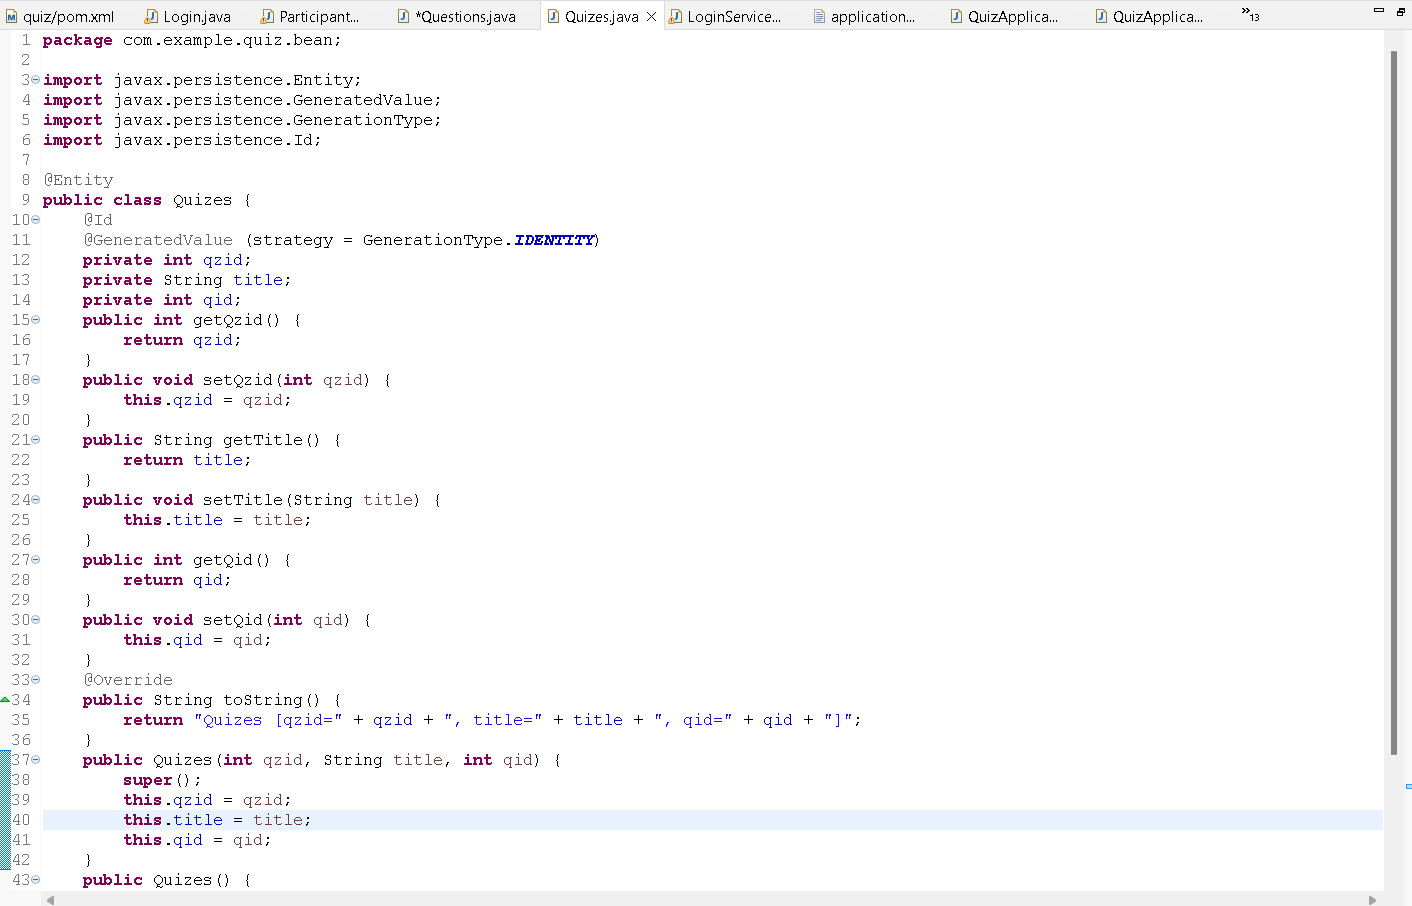 quiz/pom.xml Login.java Participant... *Questions.java Quizes.java LoginService... application... QuizApplica... QuizApplica... »13
1 package com.example.quiz.bean;
2
3 import javax.persistence.Entity;
4 import javax.persistence.GeneratedValue;
5 import javax.persistence.GenerationType;
6 import javax.persistence.Id;
7
8 @Entity
9 public class Quizes {
10 @Id
11 @GeneratedValue (strategy = GenerationType.IDENTITY)
12 private int qzid;
13 private String title;
14 private int qid;
15 public int getQzid() {
16 return qzid;
17 }
18 public void setQzid(int qzid) {
19 this.qzid = qzid;
20 }
21 public String getTitle() {
22 return title;
23 }
24 public void setTitle(String title) {
25 this.title = title;
26 }
27 public int getQid() {
28 return qid;
29 }
30 public void setQid(int qid) {
31 this.qid = qid;
32 }
33 @Override
34 public String toString() {
35 return "Quizes [qzid=" + qzid + ", title=" + title + ", qid=" + qid + "]";
36 }
37 public Quizes(int qzid, String title, int qid) {
38 super();
39 this.qzid = qzid;
40 this.title = title;
41 this.qid = qid;
42 }
43 public Quizes() {